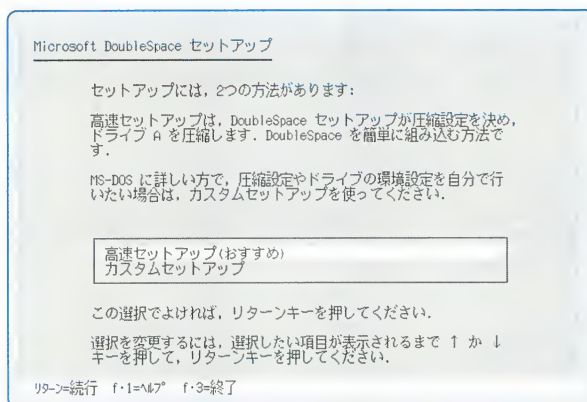 Microsoft DoubleSpace セットアップ
セットアップには，2つの方法があります：
高速セットアップは，DoubleSpace セットアップが圧縮設定を決め，
ドライブ A を圧縮します．DoubleSpace を簡単に組み込む方法で
す．
MS-DOS に詳しい方で，圧縮設定やドライブの環境設定を自分で行
いたい場合は，カスタムセットアップを使ってください．
高速セットアップ(おすすめ)
カスタムセットアップ
この選択でよければ，リターンキーを押してください．
選択を変更するには，選択したい項目が表示されるまで ↑ か ↓
キーを押して，リターンキーを押してください．
ﾘﾀｰﾝ=続行 f･1=ﾍﾙﾌﾟ f･3=終了